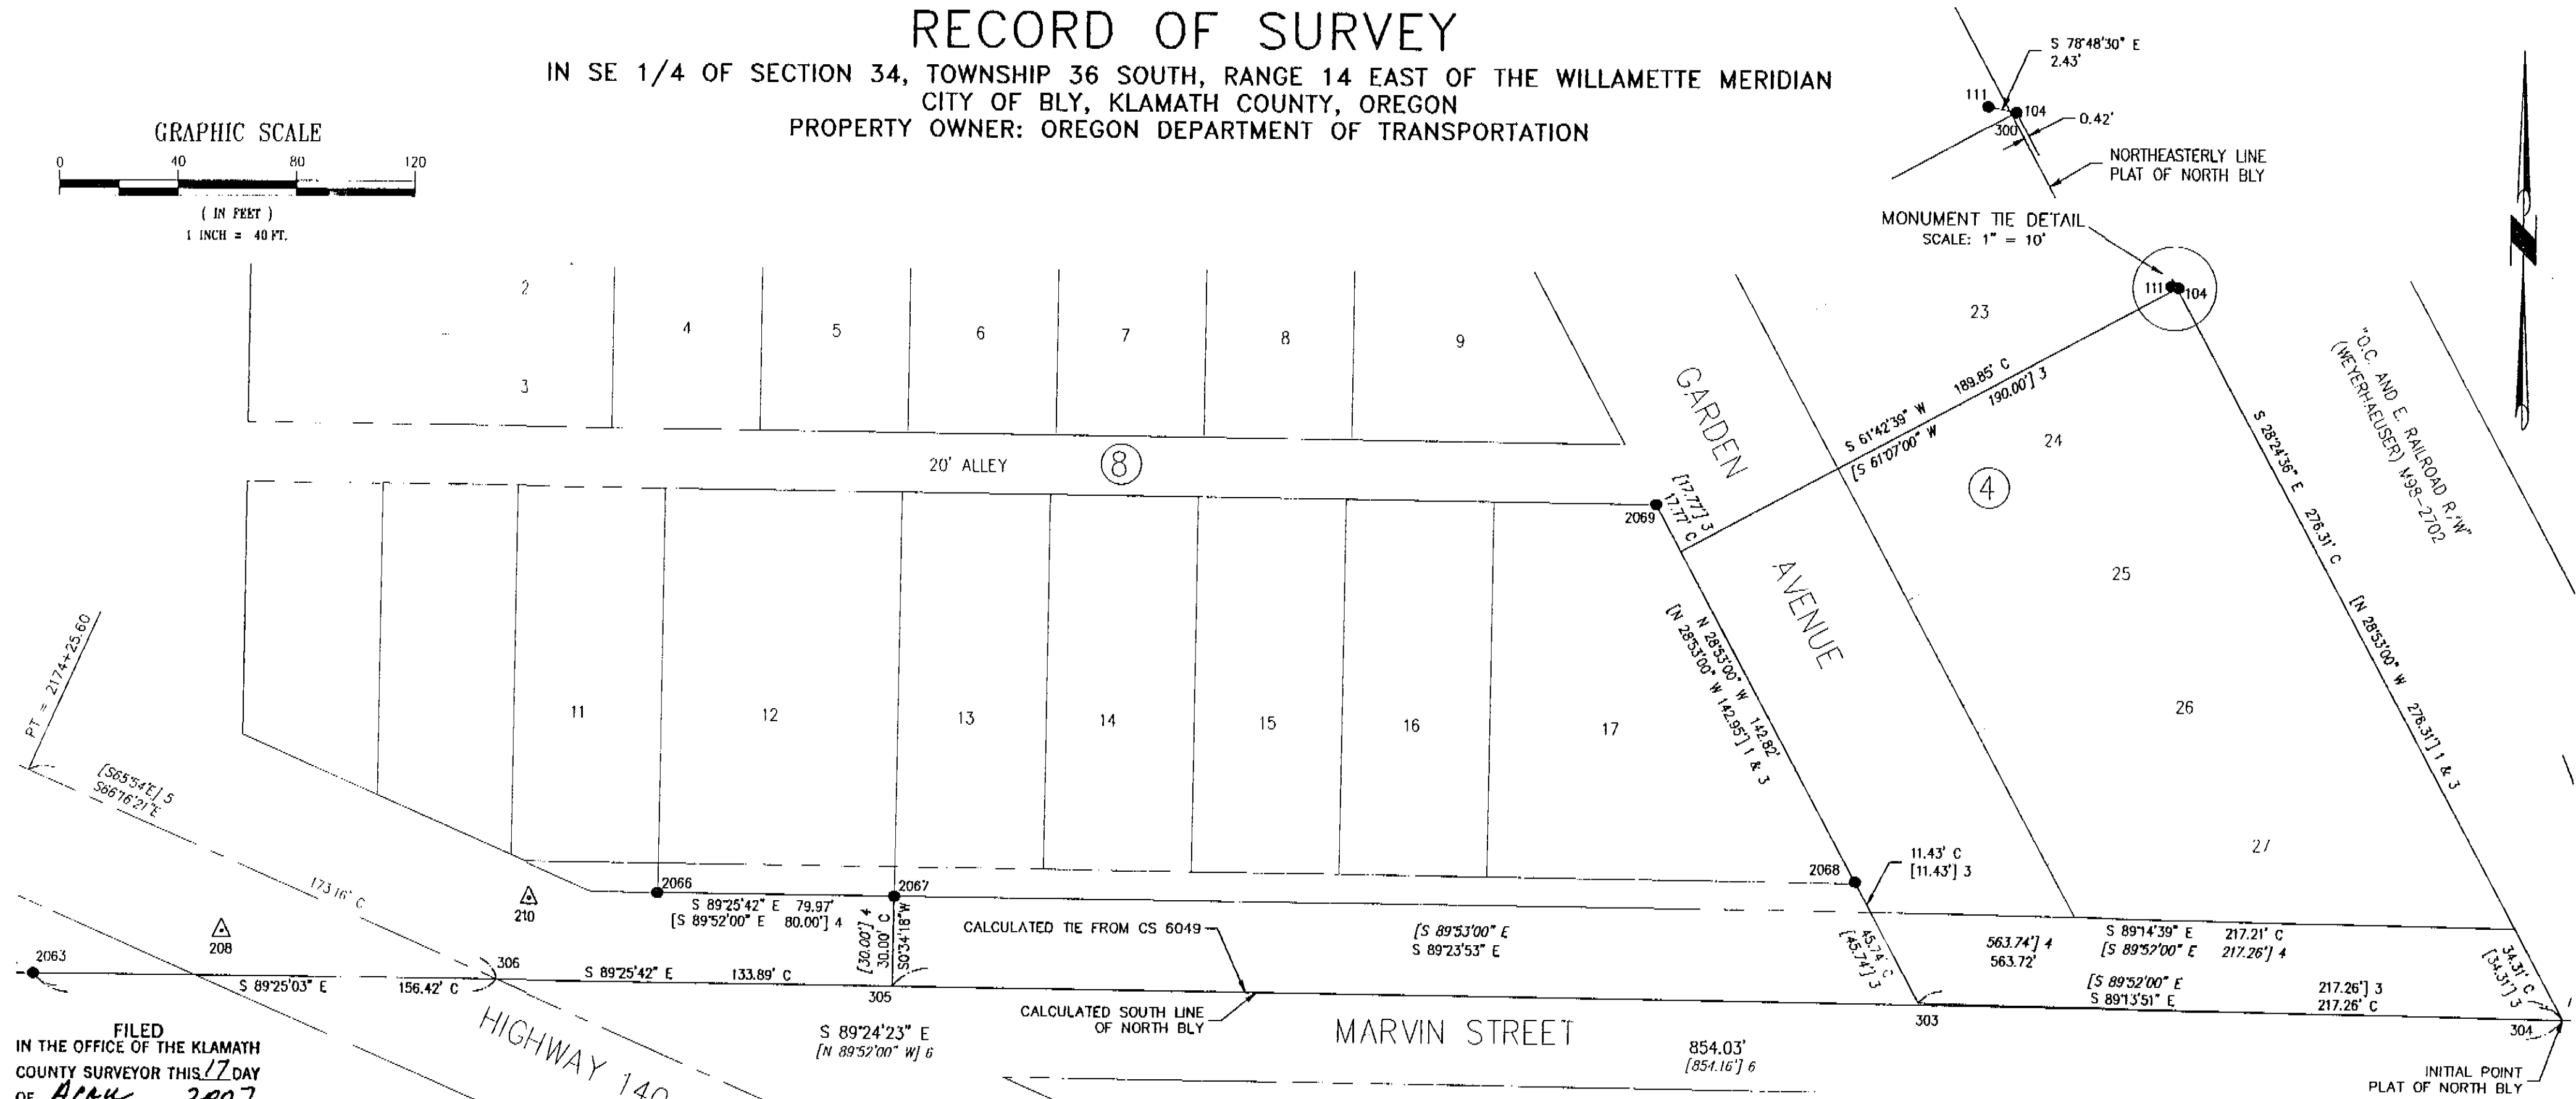 RECORD OF SURVEY
IN SE 1/4 OF SECTION 34, TOWNSHIP 36 SOUTH, RANGE 14 EAST OF THE WILLAMETTE MERIDIAN
CITY OF BLY, KLAMATH COUNTY, OREGON
PROPERTY OWNER: OREGON DEPARTMENT OF TRANSPORTATION
GRAPHIC SCALE
0 40 80 120
( IN FEET )
1 INCH = 40 FT.
S 78°48'30" E
2.43'
111
104
300
0.42'
NORTHEASTERLY LINE
PLAT OF NORTH BLY
MONUMENT TIE DETAIL
SCALE: 1" = 10'
111
104
2
3
4
5
6
7
8
9
23
20' ALLEY
8
GARDEN
AVENUE
S 61°42'39" W 189.85' C
[S 61°07'00" W 190.00'] 3
24
4
25
26
27
"O.C. AND E. RAILROAD R/W"
(WEYERHAEUSER) M98-2702
S 28°24'36" E 276.31' C
[N 28°53'00" W 276.31'] 1 & 3
2069
[17.77'] 3
17.77' C
N 28°53'00" W 142.82'
[N 28°53'00" W 142.95'] 1 & 3
11
12
13
14
15
16
17
PT = 2174+25.60
[S65°54'E] 5
S66°16'21"E
173.16' C
208
210
2063
S 89°25'03" E 156.42' C
306
2066
S 89°25'42" E 79.97'
[S 89°52'00" E 80.00'] 4
2067
[30.00'] 4
30.00' C
S0°34'18"W
S 89°25'42" E 133.89' C
305
CALCULATED TIE FROM CS 6049
CALCULATED SOUTH LINE
OF NORTH BLY
[S 89°53'00" E
S 89°23'53" E
563.74'] 4
563.72'
2068
11.43' C
[11.43'] 3
45.74' C
[45.74'] 3
S 89°14'39" E 217.21' C
[S 89°52'00" E 217.26'] 4
[S 89°52'00" E 217.26'] 3
S 89°13'51" E 217.26' C
34.31' C
[34.31'] 3
303
304
INITIAL POINT
PLAT OF NORTH BLY
HIGHWAY 140
S 89°24'23" E
[N 89°52'00" W] 6
MARVIN STREET
854.03'
[854.16'] 6
FILED
IN THE OFFICE OF THE KLAMATH
COUNTY SURVEYOR THIS 17 DAY
OF 2007